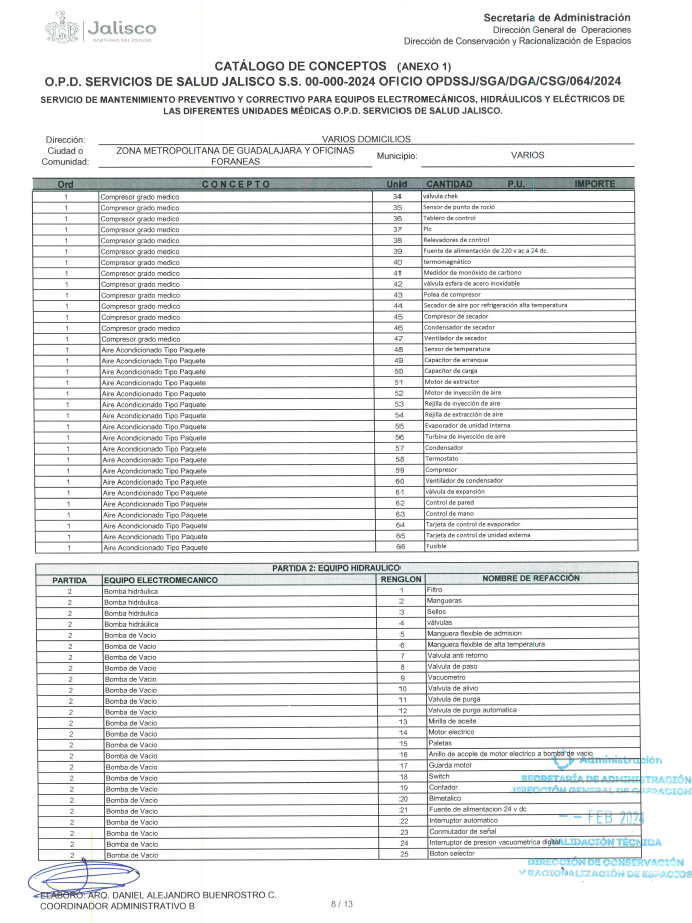 Jalisco
GOBIERNO DEL ESTADO
Secretaría de Administración
Dirección General de Operaciones
Dirección de Conservación y Racionalización de Espacios
CATÁLOGO DE CONCEPTOS (ANEXO 1)
O.P.D. SERVICIOS DE SALUD JALISCO S.S. 00-000-2024 OFICIO OPDSSJ/SGA/DGA/CSG/064/2024
SERVICIO DE MANTENIMIENTO PREVENTIVO Y CORRECTIVO PARA EQUIPOS ELECTROMECÁNICOS, HIDRÁULICOS Y ELÉCTRICOS DE
LAS DIFERENTES UNIDADES MÉDICAS O.P.D. SERVICIOS DE SALUD JALISCO.
Dirección: VARIOS DOMICILIOS
Ciudad o Comunidad: ZONA METROPOLITANA DE GUADALAJARA Y OFICINAS FORANEAS Municipio: VARIOS
Ord CONCEPTO Unid CANTIDAD P.U. IMPORTE
1 Compresor grado medico 34 válvula chek
1 Compresor grado medico 35 Sensor de punto de roció
1 Compresor grado medico 36 Tablero de control
1 Compresor grado medico 37 Plc
1 Compresor grado medico 38 Relevadores de control
1 Compresor grado medico 39 Fuente de alimentación de 220 v ac a 24 dc.
1 Compresor grado medico 40 termomagnético
1 Compresor grado medico 41 Medidor de monóxido de carbono
1 Compresor grado medico 42 válvula esfera de acero inoxidable
1 Compresor grado medico 43 Polea de compresor
1 Compresor grado medico 44 Secador de aire por refrigeración alta temperatura
1 Compresor grado medico 45 Compresor de secador
1 Compresor grado medico 46 Condensador de secador
1 Compresor grado medico 47 Ventilador de secador
1 Aire Acondicionado Tipo Paquete 48 Sensor de temperatura
1 Aire Acondicionado Tipo Paquete 49 Capacitor de arranque
1 Aire Acondicionado Tipo Paquete 50 Capacitor de carga
1 Aire Acondicionado Tipo Paquete 51 Motor de extractor
1 Aire Acondicionado Tipo Paquete 52 Motor de inyección de aire
1 Aire Acondicionado Tipo Paquete 53 Rejilla de inyección de aire
1 Aire Acondicionado Tipo Paquete 54 Rejilla de extracción de aire
1 Aire Acondicionado Tipo Paquete 55 Evaporador de unidad interna
1 Aire Acondicionado Tipo Paquete 56 Turbina de inyección de aire
1 Aire Acondicionado Tipo Paquete 57 Condensador
1 Aire Acondicionado Tipo Paquete 58 Termostato
1 Aire Acondicionado Tipo Paquete 59 Compresor
1 Aire Acondicionado Tipo Paquete 60 Ventilador de condensador
1 Aire Acondicionado Tipo Paquete 61 válvula de expansión
1 Aire Acondicionado Tipo Paquete 62 Control de pared
1 Aire Acondicionado Tipo Paquete 63 Control de mano
1 Aire Acondicionado Tipo Paquete 64 Tarjeta de control de evaporador
1 Aire Acondicionado Tipo Paquete 65 Tarjeta de control de unidad externa
1 Aire Acondicionado Tipo Paquete 66 Fusible
PARTIDA 2: EQUIPO HIDRAULICO
PARTIDA EQUIPO ELECTROMECANICO RENGLON NOMBRE DE REFACCIÓN
2 Bomba hidráulica 1 Filtro
2 Bomba hidráulica 2 Mangueras
2 Bomba hidráulica 3 Sellos
2 Bomba hidráulica 4 válvulas
2 Bomba de Vacio 5 Manguera flexible de admision
2 Bomba de Vacio 6 Manguera flexible de alta temperatura
2 Bomba de Vacio 7 Valvula anti retorno
2 Bomba de Vacio 8 Valvula de paso
2 Bomba de Vacio 9 Vacuometro
2 Bomba de Vacio 10 Valvula de alivio
2 Bomba de Vacio 11 Valvula de purga
2 Bomba de Vacio 12 Valvula de purga automatica
2 Bomba de Vacio 13 Mirilla de aceite
2 Bomba de Vacio 14 Motor electrico
2 Bomba de Vacio 15 Paletas
2 Bomba de Vacio 16 Anillo de acople de motor electrico a bomba de vacio
2 Bomba de Vacio 17 Guarda motor
2 Bomba de Vacio 18 Switch
2 Bomba de Vacio 19 Contador
2 Bomba de Vacio 20 Bimetalico
2 Bomba de Vacio 21 Fuente de alimentacion 24 v dc
2 Bomba de Vacio 22 Interruptor automatico
2 Bomba de Vacio 23 Conmutador de señal
2 Bomba de Vacio 24 Interruptor de presion vacuometrica digital
2 Bomba de Vacio 25 Boton selector
Administración
SECRETARÍA DE ADMINISTRACIÓN
DIRECCIÓN GENERAL DE OPERACION
- - FEB 2024
VALIDACIÓN TÉCNICA
DIRECCIÓN DE CONSERVACIÓN
Y RACIONALIZACIÓN DE ESPACIOS
ELABORÓ: ARQ. DANIEL ALEJANDRO BUENROSTRO C.
COORDINADOR ADMINISTRATIVO B
8 / 13